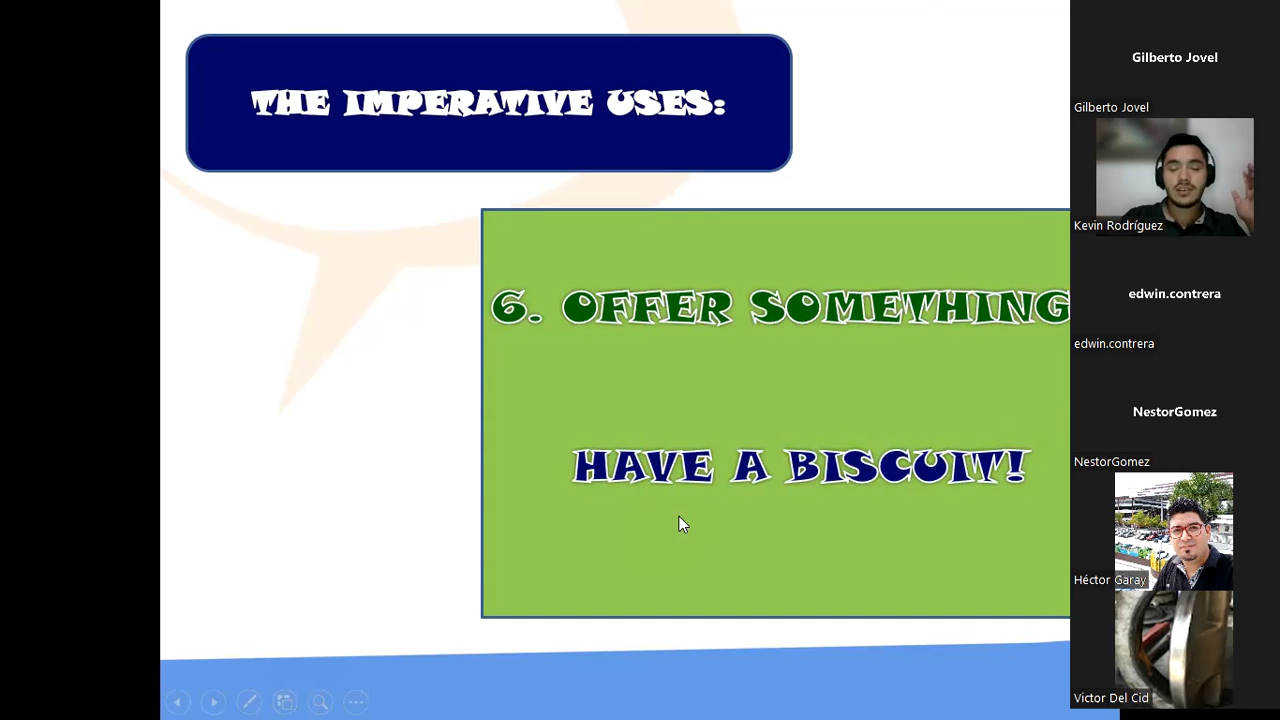 THE IMPERATIVE USES:
6. OFFER SOMETHING
HAVE A BISCUIT!
Gilberto Jovel
Gilberto Jovel
Kevin Rodríguez
edwin.contrera
edwin.contrera
NestorGomez
NestorGomez
Héctor Garay
Victor Del Cid